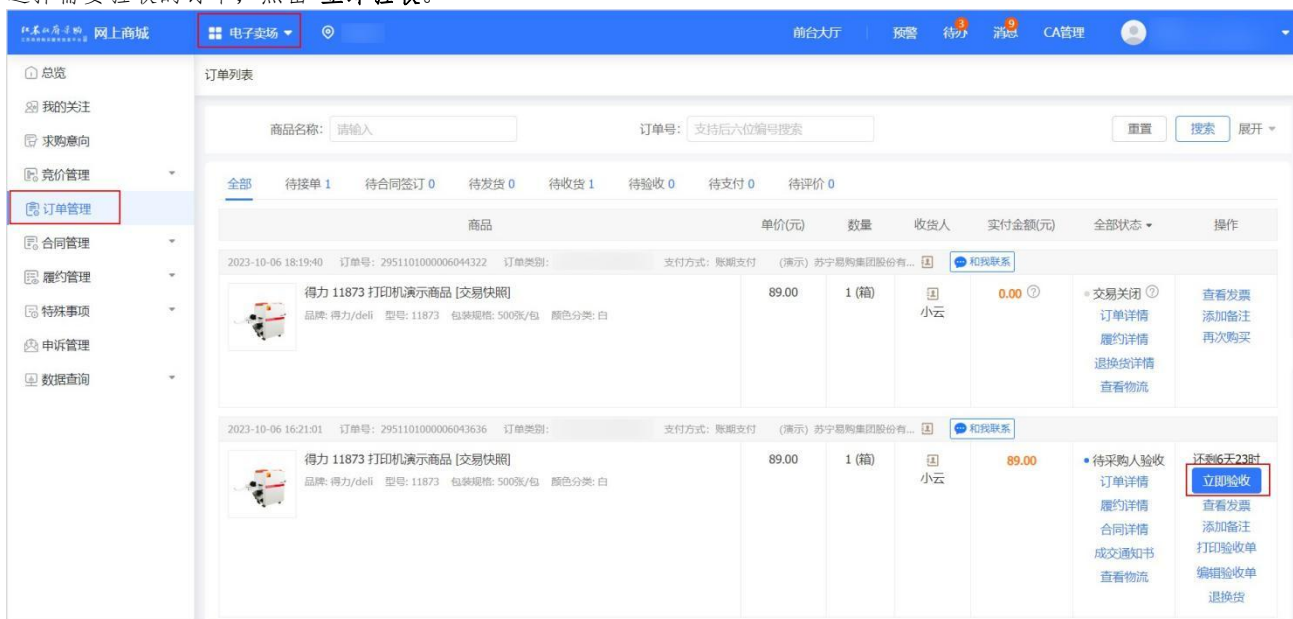 选择需要验收的订单，点击"立即验收"。
网上商城
电子卖场
前台大厅 预警 待办 3 消息 9 CA管理
总览
我的关注
求购意向
竞价管理
订单管理
合同管理
履约管理
特殊事项
申诉管理
数据查询
订单列表
商品名称: 请输入 订单号: 支持后六位编号搜索 重置 搜索 展开
全部 待接单 1 待合同签订 0 待发货 0 待收货 1 待验收 0 待支付 0 待评价 0
商品 单价(元) 数量 收货人 实付金额(元) 全部状态 操作
2023-10-06 18:19:40 订单号: 2951101000006044322 订单类别: 支付方式: 账期支付 (演示) 苏宁易购集团股份有... 和我联系
得力 11873 打印机演示商品 [交易快照] 89.00 1 (箱) 小云 0.00 交易关闭 查看发票
品牌: 得力/deli 型号: 11873 包装规格: 500张/包 颜色分类: 白 订单详情 添加备注
履约详情 再次购买
退换货详情
查看物流
2023-10-06 16:21:01 订单号: 2951101000006043636 订单类别: 支付方式: 账期支付 (演示) 苏宁易购集团股份有... 和我联系
得力 11873 打印机演示商品 [交易快照] 89.00 1 (箱) 小云 89.00 待采购人验收 还剩6天23时
品牌: 得力/deli 型号: 11873 包装规格: 500张/包 颜色分类: 白 订单详情 立即验收
履约详情 查看发票
合同详情 添加备注
成交通知书 打印验收单
查看物流 编辑验收单
退换货